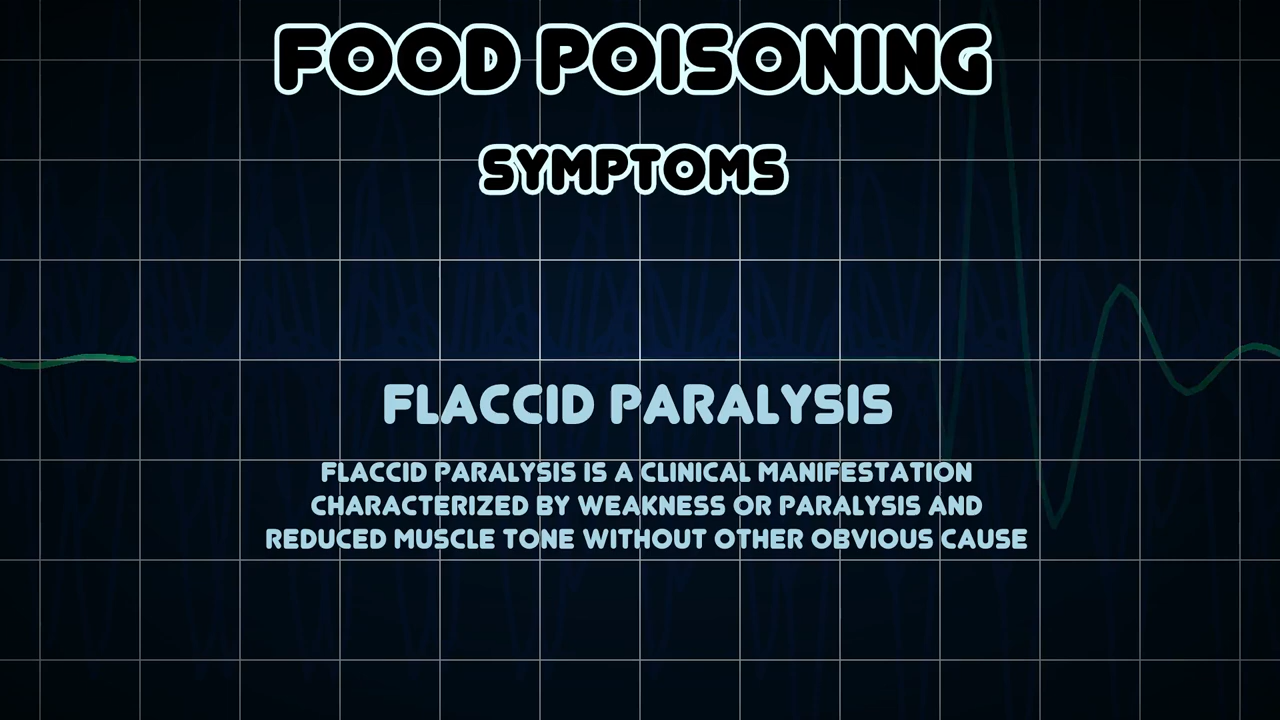 FOOD POISONING
SYMPTOMS
FLACCID PARALYSIS
FLACCID PARALYSIS IS A CLINICAL MANIFESTATION
CHARACTERIZED BY WEAKNESS OR PARALYSIS AND
REDUCED MUSCLE TONE WITHOUT OTHER OBVIOUS CAUSE